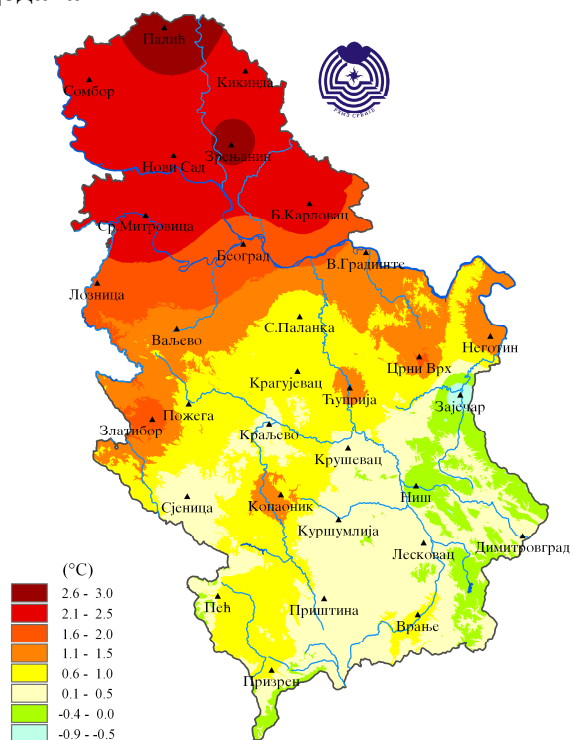 Палић
Кикинда
Сомбор
Зрењанин
Нови Сад
Б.Карловац
Ср.Митровица
Београд
В.Градиште
Лозница
С.Паланка
Ваљево
Неготин
Црни Врх
Крагујевац
Ћуприја
Зајечар
Пожега
Златибор
Краљево
Крушевац
Ниш
Сјеница
Копаоник
Куршумлија
Димитровград
Лесковац
Пећ
Приштина
Врање
Призрен
(°C)
2.6 - 3.0
2.1 - 2.5
1.6 - 2.0
1.1 - 1.5
0.6 - 1.0
0.1 - 0.5
-0.4 - 0.0
-0.9 - -0.5